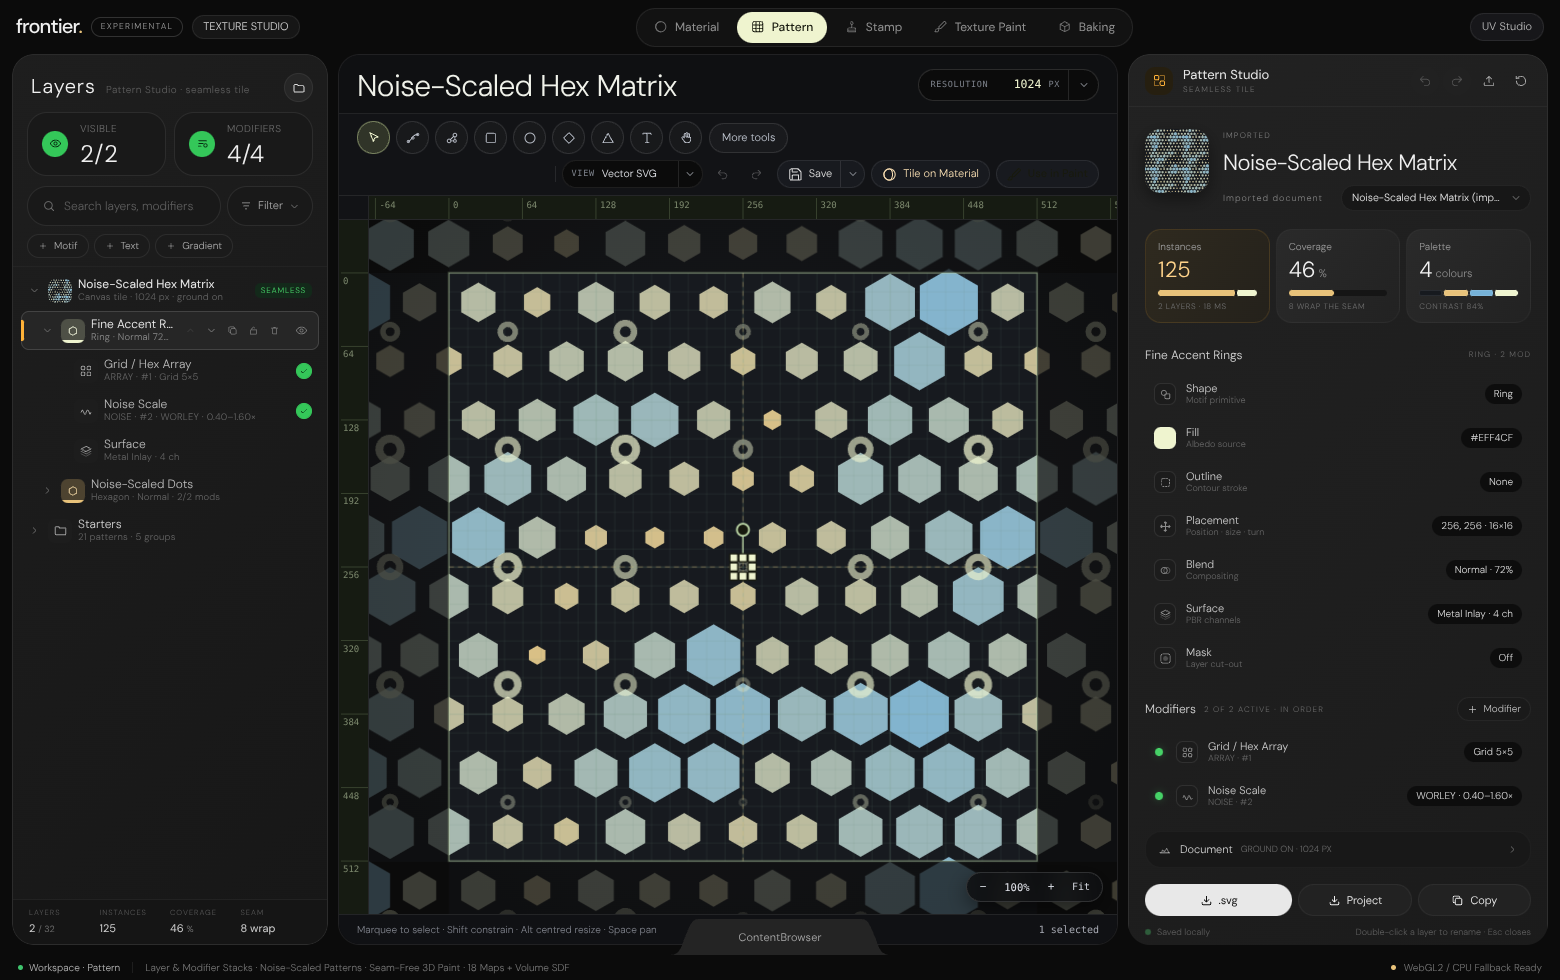 frontier. EXPERIMENTAL TEXTURE STUDIO Material Pattern Stamp Texture Paint Baking UV Studio
Layers Pattern Studio · seamless tile
VISIBLE
2/2
MODIFIERS
4/4
Search layers, modifiers Filter
+ Motif + Text + Gradient
Noise-Scaled Hex Matrix
Canvas tile · 1024 px · ground on
SEAMLESS
Fine Accent R...
Ring · Normal 72...
Grid / Hex Array
ARRAY · #1 · Grid 5×5
Noise Scale
NOISE · #2 · WORLEY · 0.40–1.60×
Surface
Metal Inlay · 4 ch
Noise-Scaled Dots
Hexagon · Normal · 2/2 mods
Starters
21 patterns · 5 groups
LAYERS INSTANCES COVERAGE SEAM
2 / 32 125 46 % 8 wrap
Noise-Scaled Hex Matrix
RESOLUTION 1024 PX
More tools
VIEW Vector SVG Save Tile on Material
-64 0 64 128 192 256 320 384 448 512
0
64
128
192
256
320
384
448
512
− 100% + Fit
Marquee to select · Shift constrain · Alt centred resize · Space pan 1 selected
ContentBrowser
Pattern Studio
SEAMLESS TILE
IMPORTED
Noise-Scaled Hex Matrix
Imported document Noise-Scaled Hex Matrix (imp...
Instances
125
2 LAYERS · 18 MS
Coverage
46 %
8 WRAP THE SEAM
Palette
4 colours
CONTRAST 84%
Fine Accent Rings RING · 2 MOD
Shape
Motif primitive
Ring
Fill
Albedo source
#EFF4CF
Outline
Contour stroke
None
Placement
Position · size · turn
256, 256 · 16×16
Blend
Compositing
Normal · 72%
Surface
PBR channels
Metal Inlay · 4 ch
Mask
Layer cut-out
Off
Modifiers 2 OF 2 ACTIVE · IN ORDER + Modifier
Grid / Hex Array
ARRAY · #1
Grid 5×5
Noise Scale
NOISE · #2
WORLEY · 0.40–1.60×
Document GROUND ON · 1024 PX
.svg Project Copy
Saved locally Double-click a layer to rename · Esc closes
Workspace · Pattern Layer & Modifier Stacks · Noise-Scaled Patterns · Seam-Free 3D Paint · 18 Maps + Volume SDF WebGL2 / CPU Fallback Ready